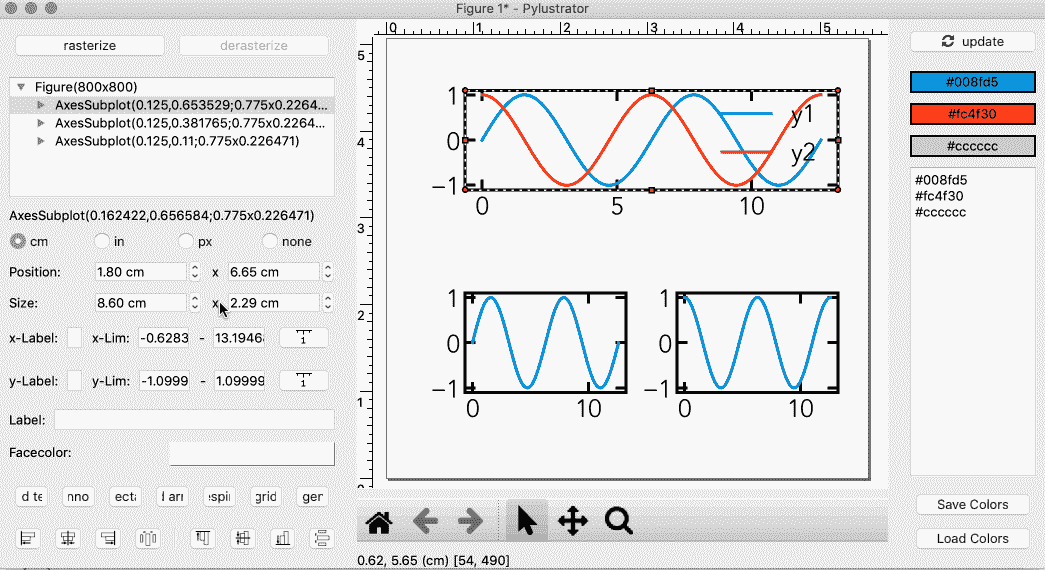 Figure 1* - Pylustrator
rasterize
derasterize
Figure(800x800)
AxesSubplot(0.125,0.653529;0.775x0.2264...
AxesSubplot(0.125,0.381765;0.775x0.2264...
AxesSubplot(0.125,0.11;0.775x0.226471)
AxesSubplot(0.162422,0.656584;0.775x0.226471)
cm in px none
Position: 1.80 cm x 6.65 cm
Size: 8.60 cm x 2.29 cm
x-Label: x-Lim: -0.6283 - 13.1946 1
y-Label: y-Lim: -1.0999 - 1.09999 1
Label:
Facecolor:
d te nno ecta l arr espi grid ger
0 1 2 3 4 5
5
4
3
2
1
0
1
0
−1
0 5 10
y1
y2
1
0
−1
0 10
1
0
−1
0 10
0.62, 5.65 (cm) [54, 490]
update
#008fd5
#fc4f30
#cccccc
#008fd5
#fc4f30
#cccccc
Save Colors
Load Colors